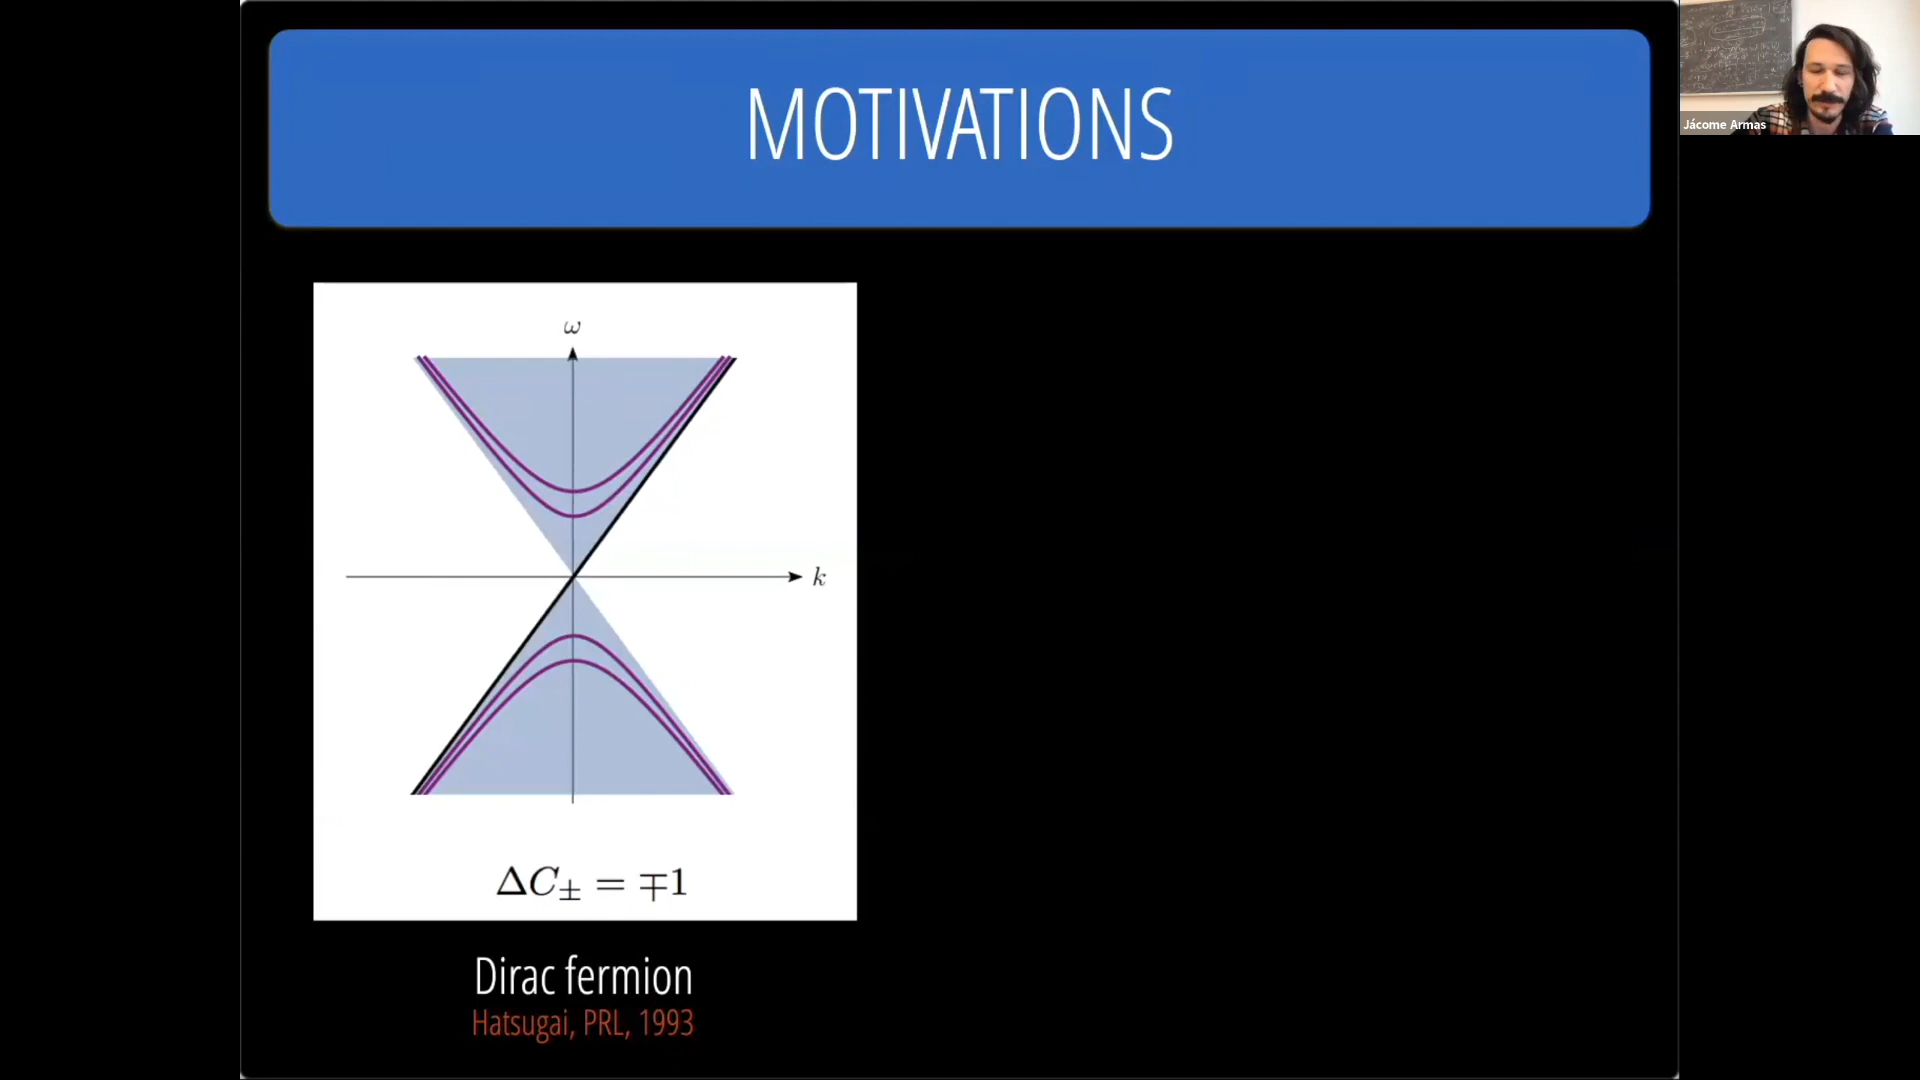 MOTIVATIONS
Jácome Armas
ω
k
ΔC± = ∓1
Dirac fermion
Hatsugai, PRL, 1993